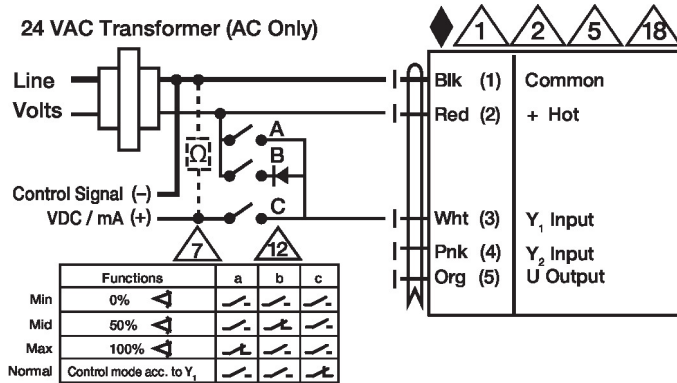 24 VAC Transformer (AC Only)
1 2 5 18
Line
Volts
Blk (1) Common
Red (2) + Hot
A
B
C
Ω
Control Signal (–)
VDC / mA (+)
Wht (3) Y₁ Input
Pnk (4) Y₂ Input
Org (5) U Output
7 12
Functions a b c
Min 0%
Mid 50%
Max 100%
Normal Control mode acc. to Y₁